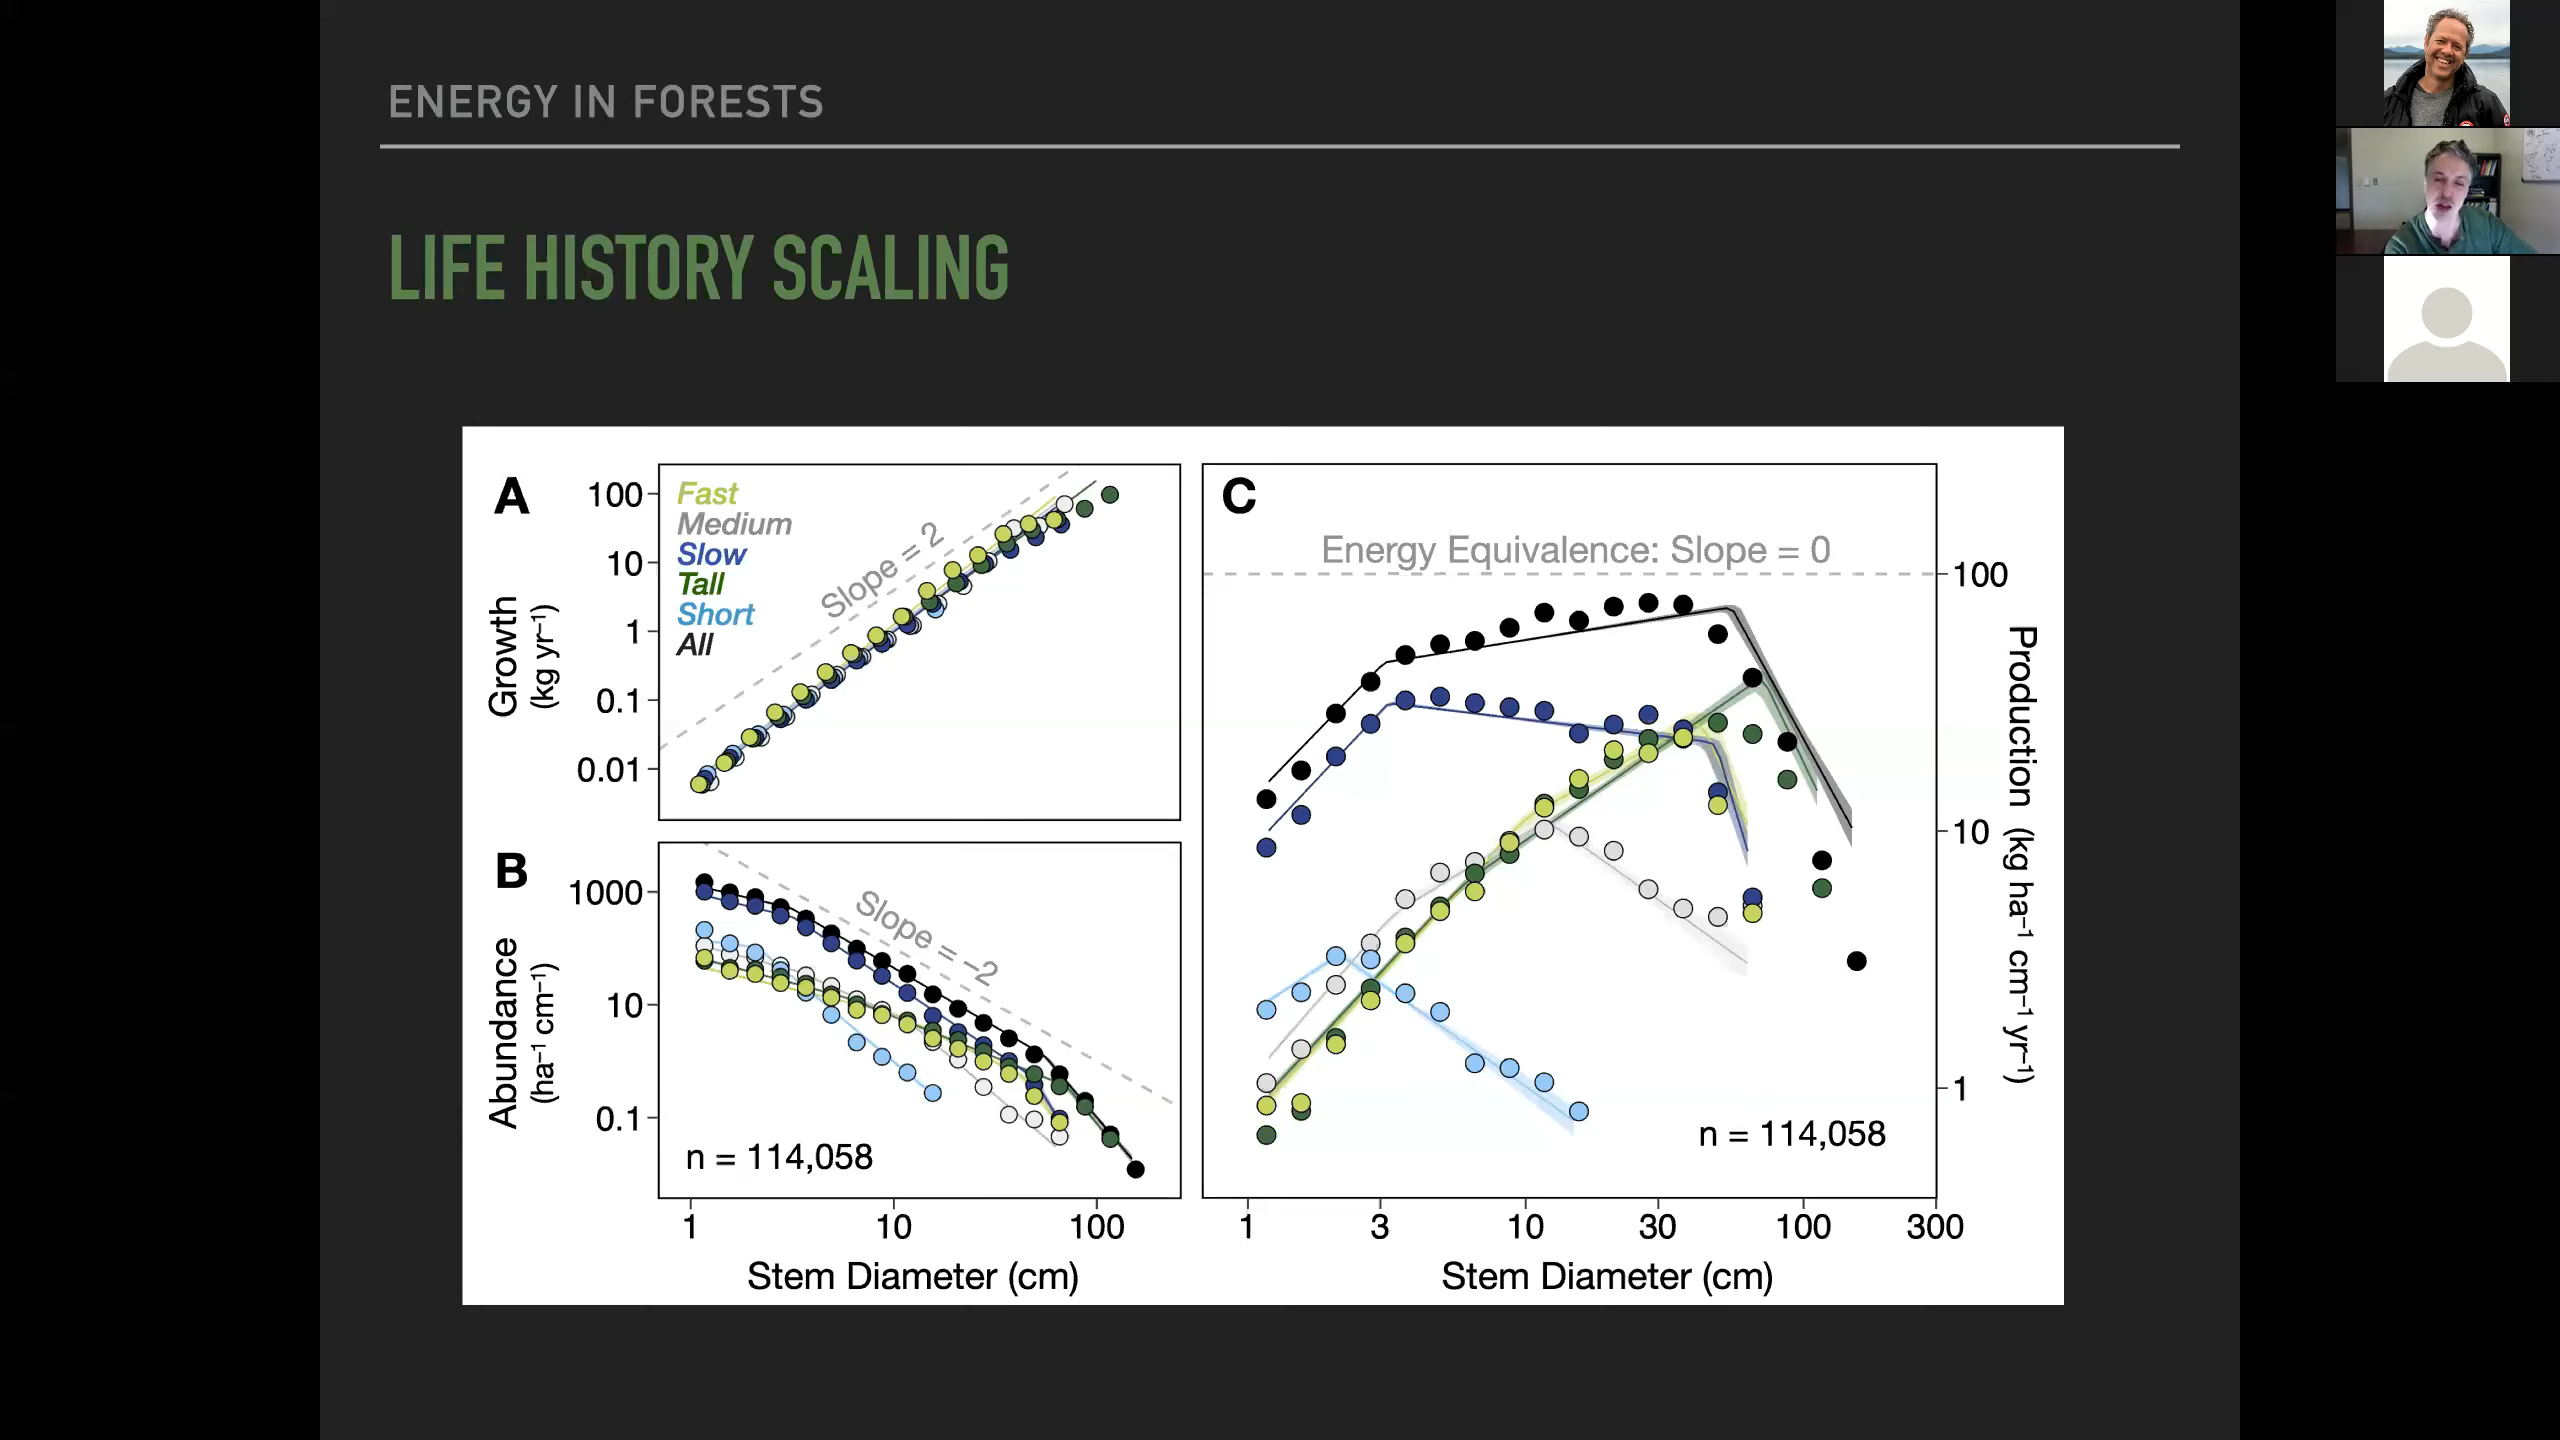 ENERGY IN FORESTS
LIFE HISTORY SCALING
A
Growth
(kg yr⁻¹)
100
10
1
0.1
0.01
Fast
Medium
Slow
Tall
Short
All
Slope = 2
B
Abundance
(ha⁻¹ cm⁻¹)
1000
10
0.1
Slope = −2
n = 114,058
1 10 100
Stem Diameter (cm)
C
Energy Equivalence: Slope = 0
100
10
1
Production (kg ha⁻¹ cm⁻¹ yr⁻¹)
n = 114,058
1 3 10 30 100 300
Stem Diameter (cm)